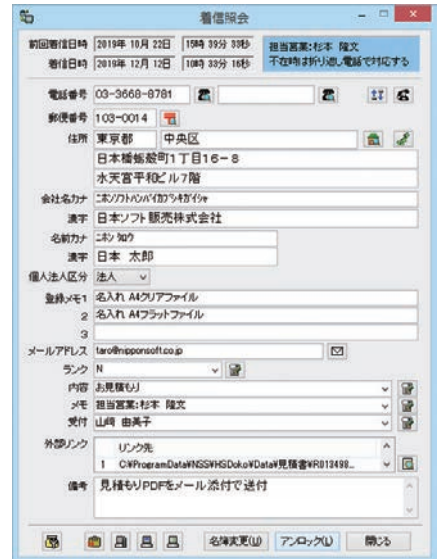 着信照会
前回着信日時 2019年 10月 22日 15時 39分 33秒
着信日時 2019年 12月 12日 10時 33分 16秒
担当営業:杉本 隆文
不在時は折り返し電話で対応する
電話番号 03-3668-8781
郵便番号 103-0014
住所 東京都 中央区
日本橋蛎殻町1丁目16-8
水天宮平和ビル7階
会社名カナ ニホンソフトハンバイカブシキガイシャ
漢字 日本ソフト販売株式会社
名前カナ ニホン タロウ
漢字 日本 太郎
個人法人区分 法人
登録メモ1 名入れ A4クリアファイル
2 名入れ A4フラットファイル
3
メールアドレス taro@nipponsoft.co.jp
ランク N
内容 お見積もり
メモ 担当営業:杉本 隆文
受付 山崎 由美子
外部リンク リンク先
1 C:¥ProgramData¥NSS¥HSDoko¥Data¥見積書¥R013498...
備考 見積もりPDFをメール添付で送付
名簿変更(U) アンロック(L) 閉じる